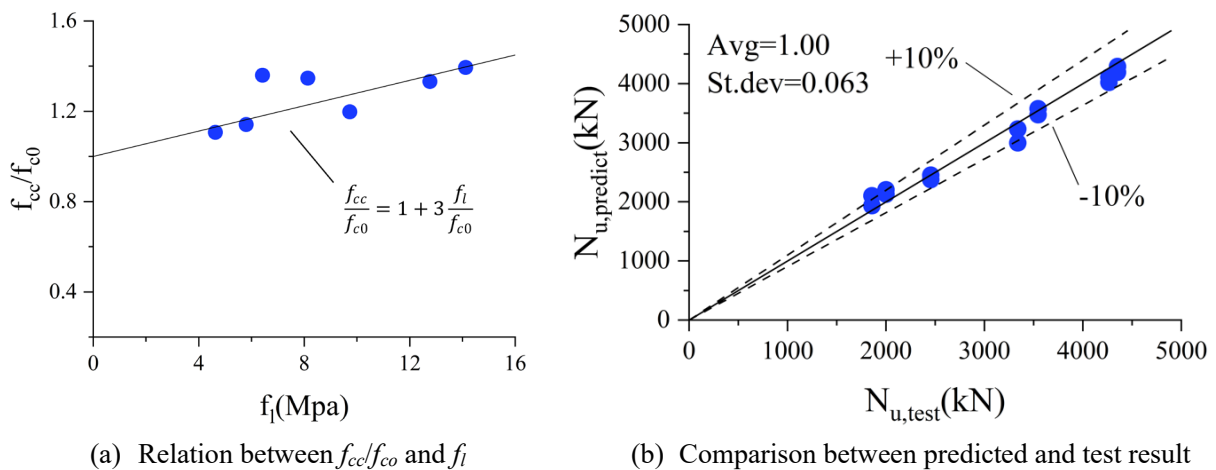 1.6
1.2
0.8
0.4
0
4
8
12
16
f_cc/f_c0
f_l(Mpa)
f_cc/f_c0 = 1 + 3 f_l/f_c0
(a) Relation between f_cc/f_co and f_l
5000
4000
3000
2000
1000
0
0
1000
2000
3000
4000
5000
N_u,predict(kN)
N_u,test(kN)
Avg=1.00
St.dev=0.063
+10%
-10%
(b) Comparison between predicted and test result